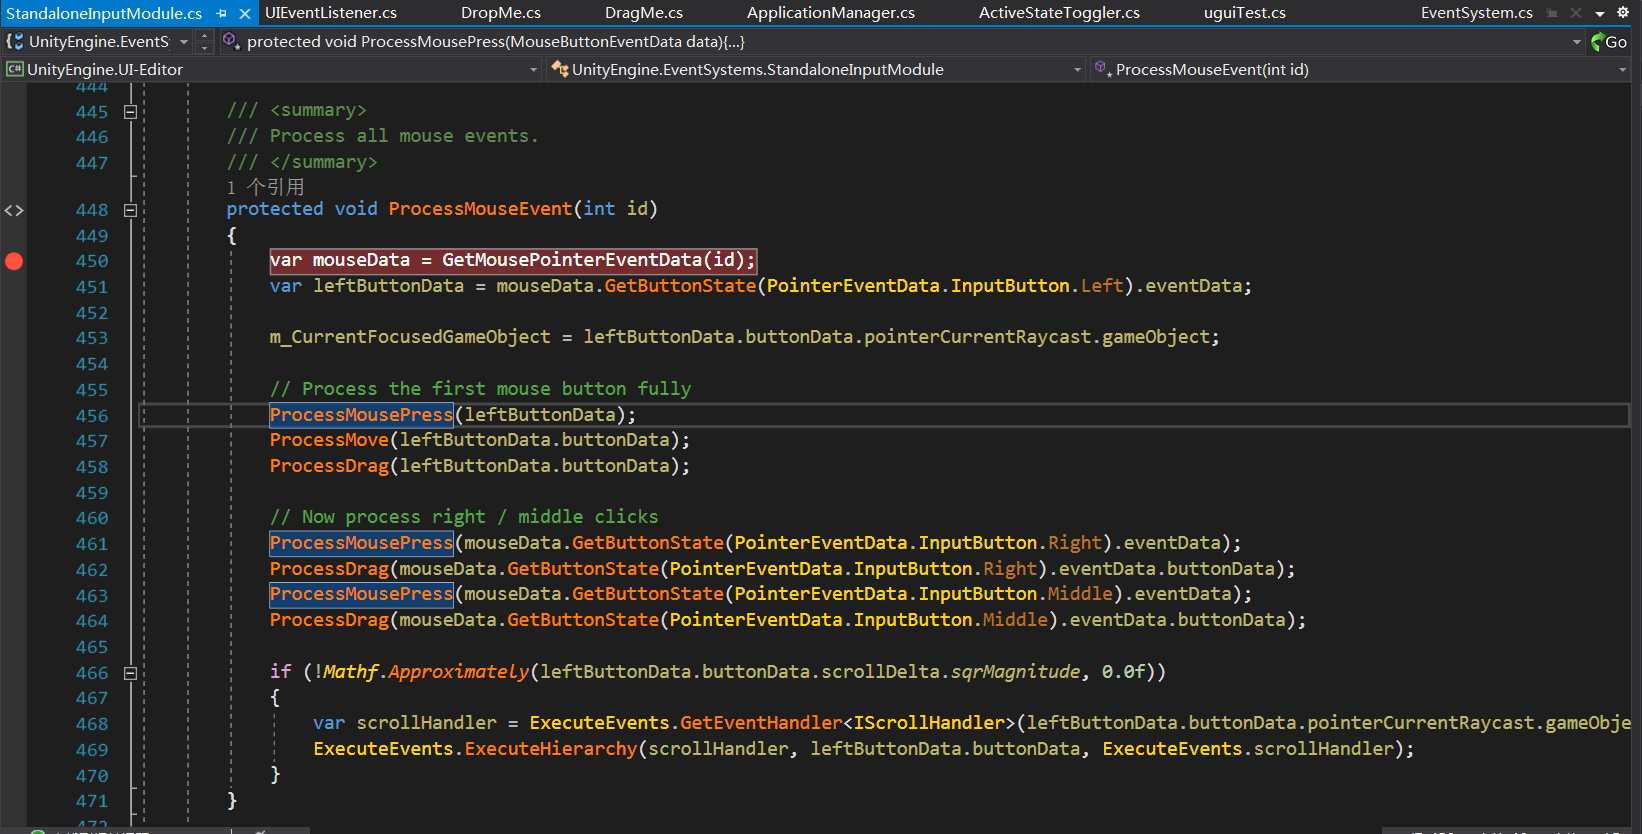 StandaloneInputModule.cs UIEventListener.cs DropMe.cs DragMe.cs ApplicationManager.cs ActiveStateToggler.cs uguiTest.cs EventSystem.cs
UnityEngine.EventS protected void ProcessMousePress(MouseButtonEventData data){...} Go
UnityEngine.UI-Editor UnityEngine.EventSystems.StandaloneInputModule ProcessMouseEvent(int id)
444
445 /// <summary>
446 /// Process all mouse events.
447 /// </summary>
1 个引用
448 protected void ProcessMouseEvent(int id)
449 {
450 var mouseData = GetMousePointerEventData(id);
451 var leftButtonData = mouseData.GetButtonState(PointerEventData.InputButton.Left).eventData;
452
453 m_CurrentFocusedGameObject = leftButtonData.buttonData.pointerCurrentRaycast.gameObject;
454
455 // Process the first mouse button fully
456 ProcessMousePress(leftButtonData);
457 ProcessMove(leftButtonData.buttonData);
458 ProcessDrag(leftButtonData.buttonData);
459
460 // Now process right / middle clicks
461 ProcessMousePress(mouseData.GetButtonState(PointerEventData.InputButton.Right).eventData);
462 ProcessDrag(mouseData.GetButtonState(PointerEventData.InputButton.Right).eventData.buttonData);
463 ProcessMousePress(mouseData.GetButtonState(PointerEventData.InputButton.Middle).eventData);
464 ProcessDrag(mouseData.GetButtonState(PointerEventData.InputButton.Middle).eventData.buttonData);
465
466 if (!Mathf.Approximately(leftButtonData.buttonData.scrollDelta.sqrMagnitude, 0.0f))
467 {
468 var scrollHandler = ExecuteEvents.GetEventHandler<IScrollHandler>(leftButtonData.buttonData.pointerCurrentRaycast.gameObje
469 ExecuteEvents.ExecuteHierarchy(scrollHandler, leftButtonData.buttonData, ExecuteEvents.scrollHandler);
470 }
471 }
472